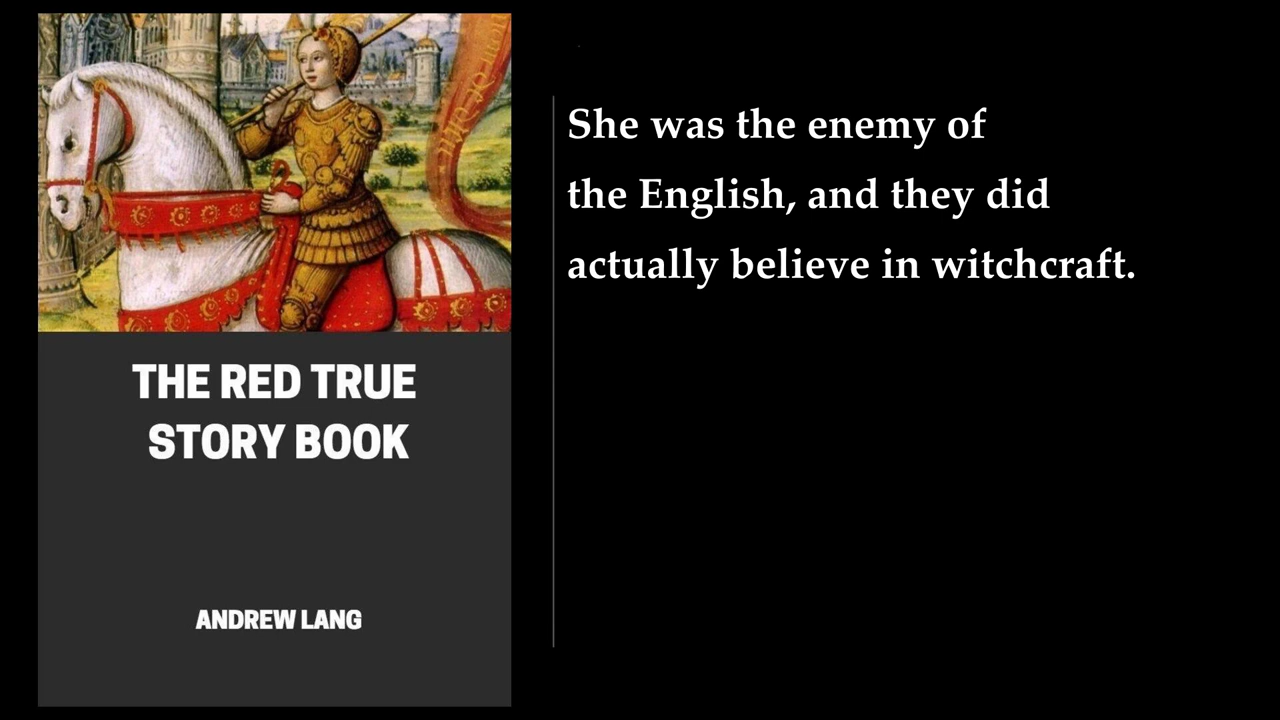 She was the enemy of
the English, and they did
actually believe in witchcraft.
THE RED TRUE
STORY BOOK
ANDREW LANG